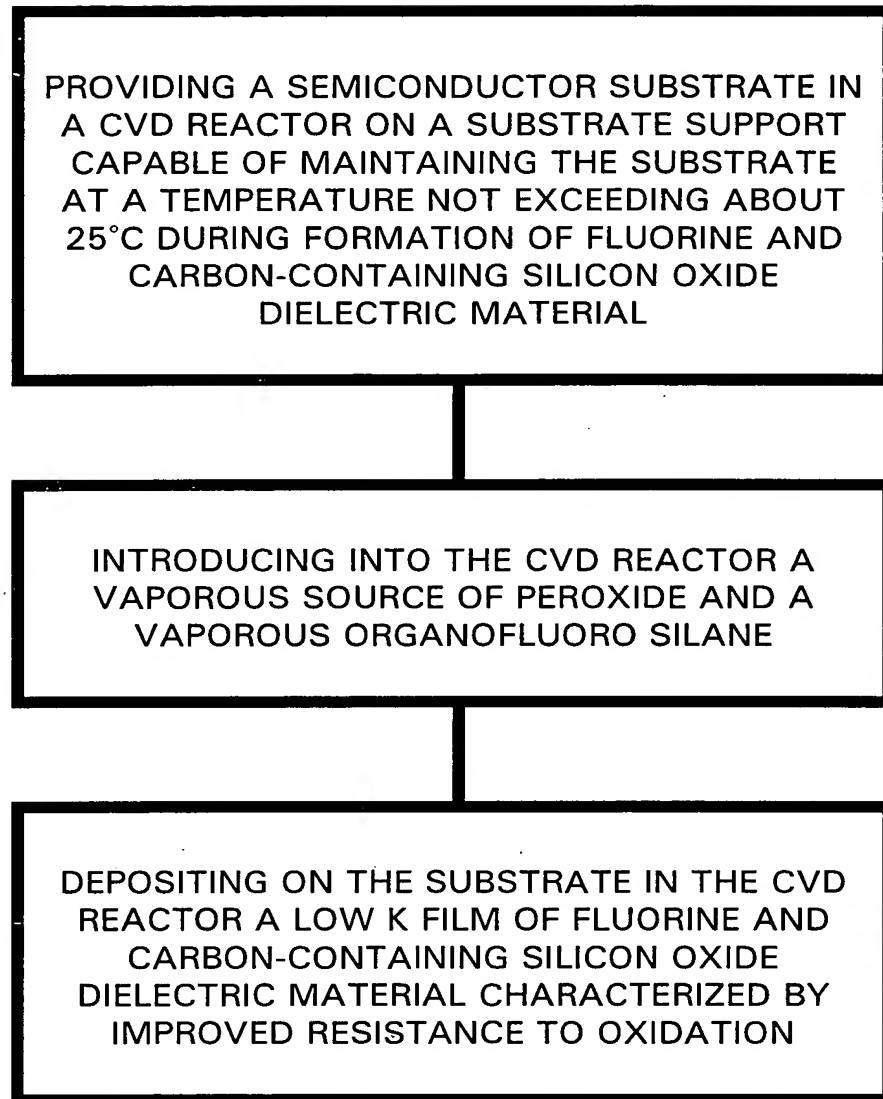 PROVIDING A SEMICONDUCTOR SUBSTRATE IN
A CVD REACTOR ON A SUBSTRATE SUPPORT
CAPABLE OF MAINTAINING THE SUBSTRATE
AT A TEMPERATURE NOT EXCEEDING ABOUT
25°C DURING FORMATION OF FLUORINE AND
CARBON-CONTAINING SILICON OXIDE
DIELECTRIC MATERIAL
INTRODUCING INTO THE CVD REACTOR A
VAPOROUS SOURCE OF PEROXIDE AND A
VAPOROUS ORGANOFLUORO SILANE
DEPOSITING ON THE SUBSTRATE IN THE CVD
REACTOR A LOW K FILM OF FLUORINE AND
CARBON-CONTAINING SILICON OXIDE
DIELECTRIC MATERIAL CHARACTERIZED BY
IMPROVED RESISTANCE TO OXIDATION